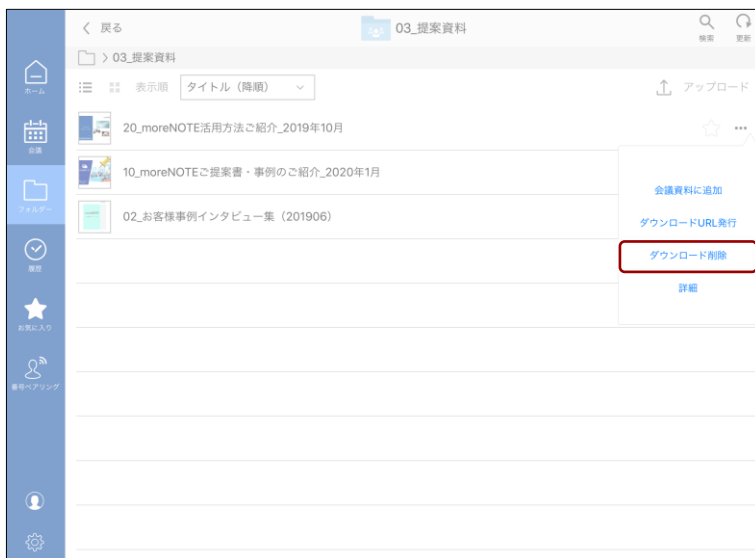 戻る
03_提案資料
検索
更新
03_提案資料
表示順
タイトル（降順）
アップロード
20_moreNOTE活用方法ご紹介_2019年10月
10_moreNOTEご提案書・事例のご紹介_2020年1月
02_お客様事例インタビュー集（201906）
会議資料に追加
ダウンロードURL発行
ダウンロード削除
詳細
ホーム
会議
フォルダー
履歴
お気に入り
番号ペアリング